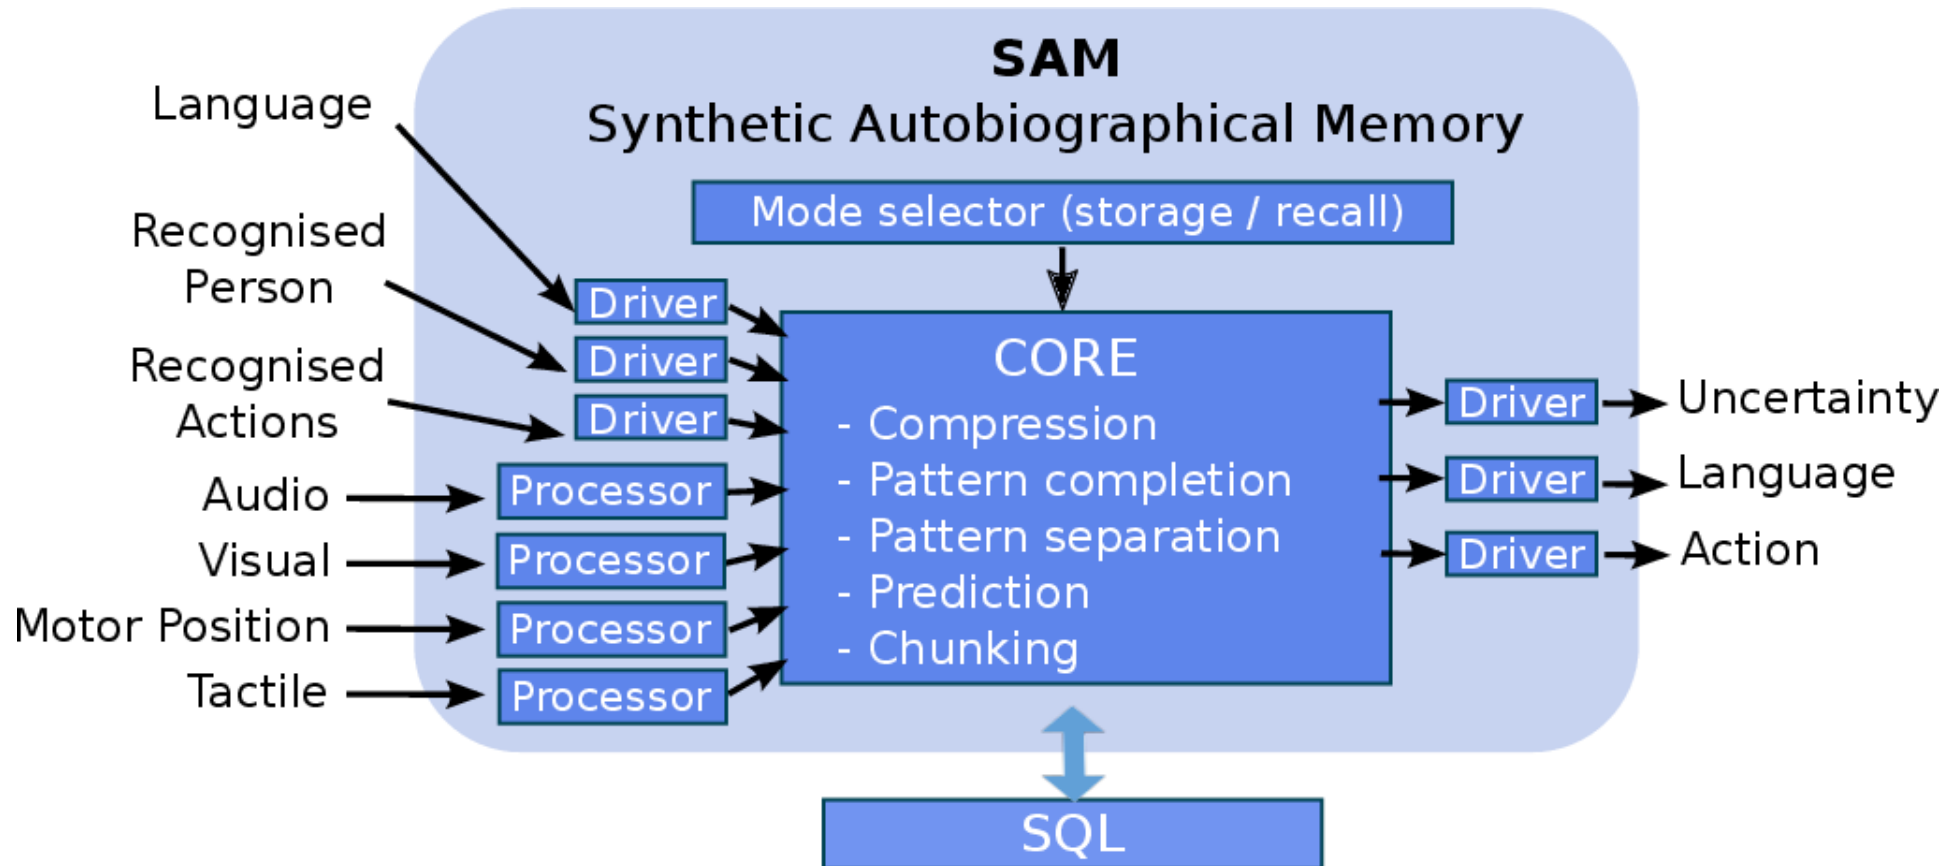 SAM
Synthetic Autobiographical Memory
Mode selector (storage / recall)
Language
Recognised
Person
Recognised
Actions
Audio
Visual
Motor Position
Tactile
Driver
Driver
Driver
Processor
Processor
Processor
Processor
CORE
- Compression
- Pattern completion
- Pattern separation
- Prediction
- Chunking
Driver
Driver
Driver
Uncertainty
Language
Action
SQL